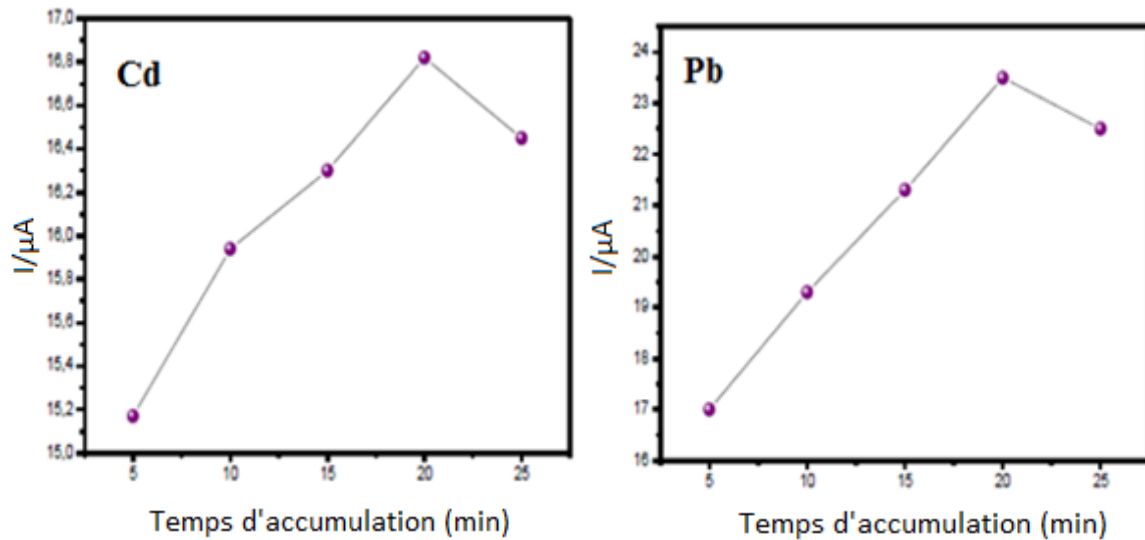 Cd
I/µA
17,0
16,8
16,6
16,4
16,2
16,0
15,8
15,6
15,4
15,2
15,0
5 10 15 20 25
Temps d'accumulation (min)
Pb
I/µA
24
23
22
21
20
19
18
17
16
5 10 15 20 25
Temps d'accumulation (min)